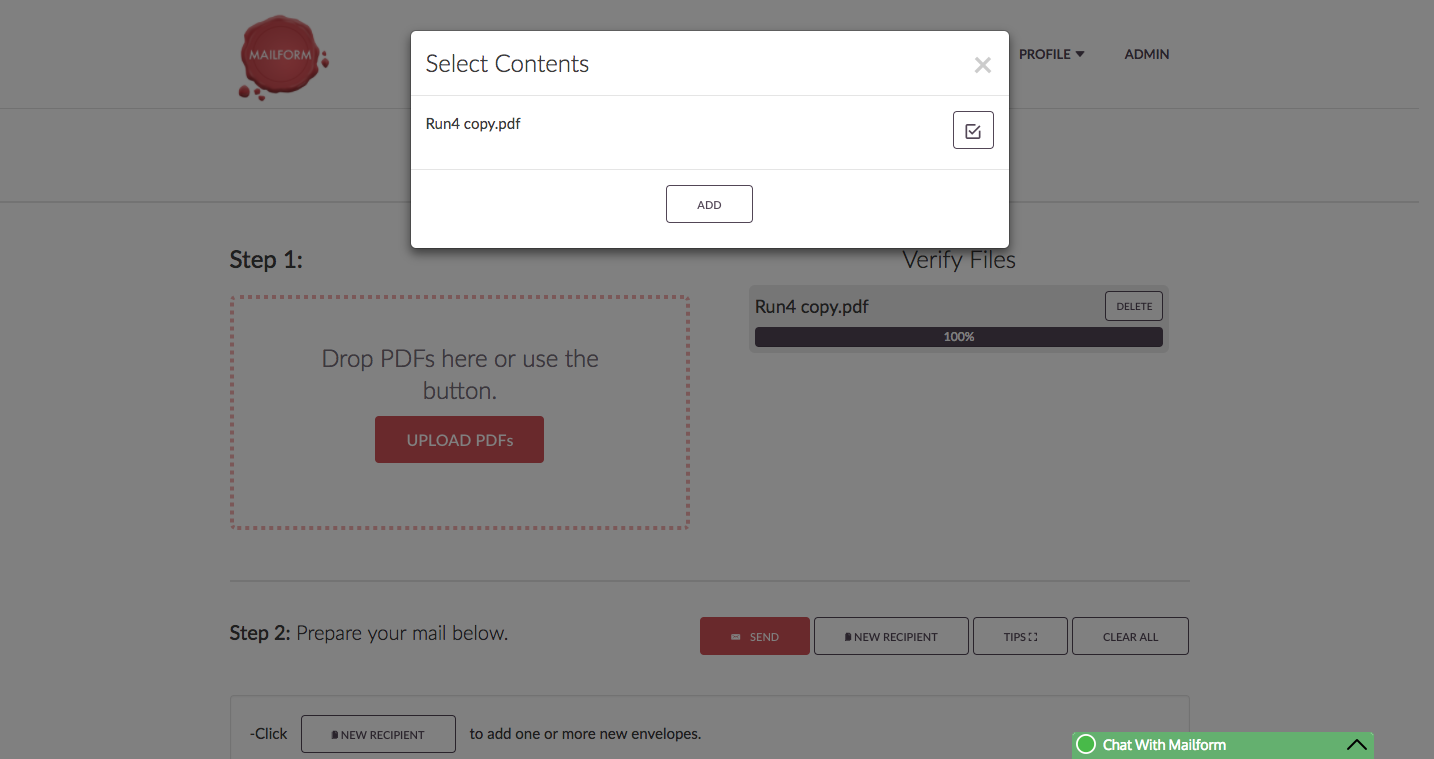 MAILFORM
PROFILE
ADMIN
Select Contents
Run4 copy.pdf
ADD
Step 1:
Verify Files
Drop PDFs here or use the
button.
UPLOAD PDFs
Run4 copy.pdf
DELETE
100%
Step 2: Prepare your mail below.
SEND
NEW RECIPIENT
TIPS
CLEAR ALL
-Click NEW RECIPIENT to add one or more new envelopes.
Chat With Mailform